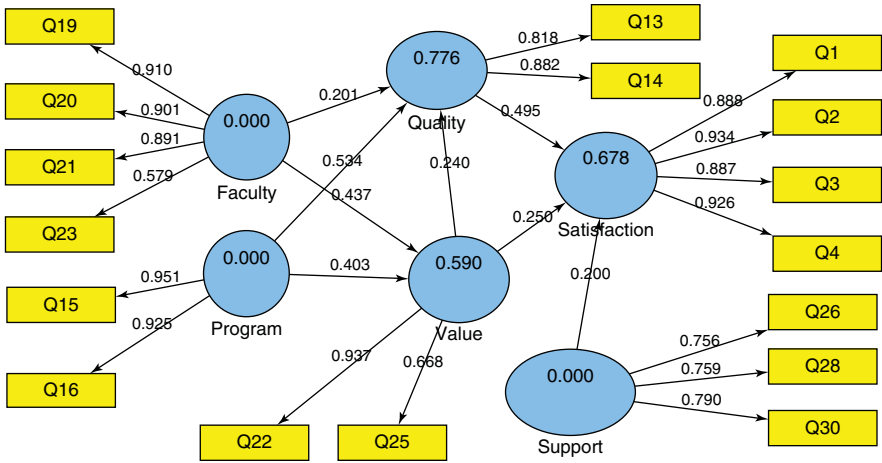 Q19
Q13
0.910
0.818
Q1
0.776
0.882
Q14
Q20
0.901
0.201
0.888
0.000
Quality
0.495
0.934
Q2
0.891
Q21
0.678
0.887
Q3
0.579
Faculty
0.534
0.240
0.437
0.926
0.250
Satisfaction
Q23
Q4
0.000
0.403
0.590
0.200
Q15
0.951
Q26
0.925
Program
Value
0.756
0.937
0.668
0.759
Q28
0.000
Q16
0.790
Q30
Q22
Q25
Support